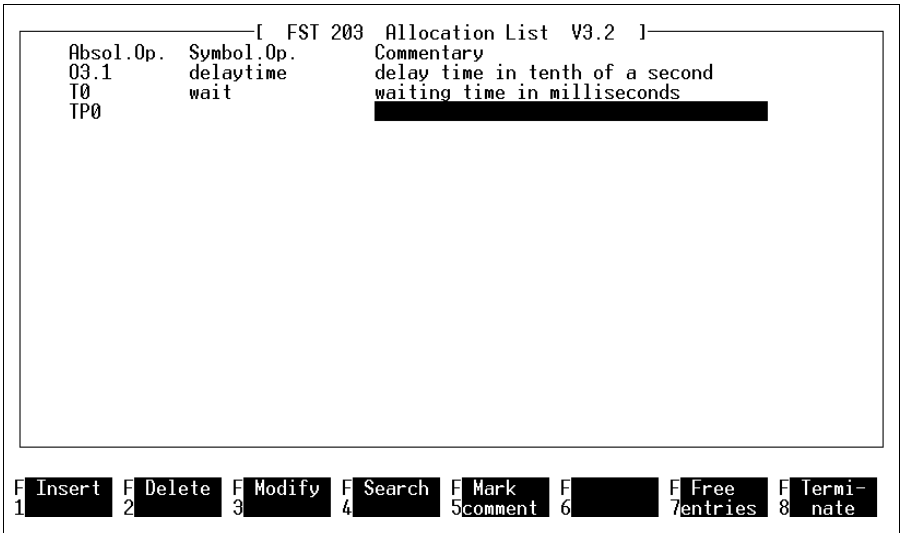 [ FST 203 Allocation List V3.2 ]
Absol.Op. Symbol.Op. Commentary
O3.1 delaytime delay time in tenth of a second
T0 wait waiting time in milliseconds
TP0
F1 Insert F2 Delete F3 Modify F4 Search F5 Mark comment F6 F7 Free entries F8 Termi-nate